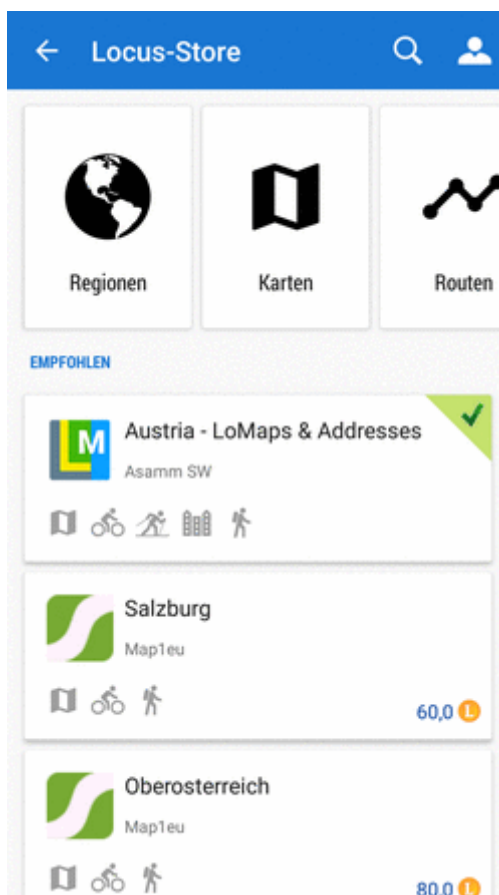 Locus-Store
Regionen
Karten
Routen
EMPFOHLEN
LM
Austria - LoMaps & Addresses
Asamm SW
Salzburg
Map1eu
60,0 L
Oberosterreich
Map1eu
80,0 L